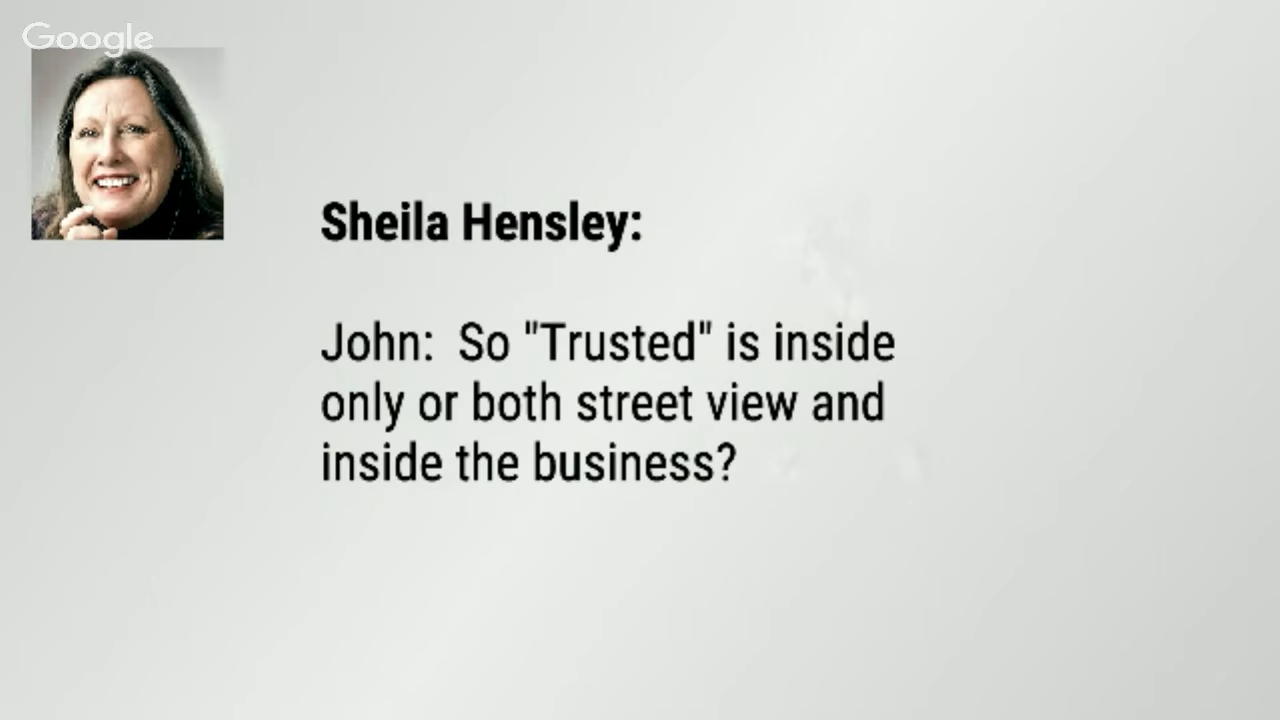 Google
Sheila Hensley:
John:  So "Trusted" is inside
only or both street view and
inside the business?